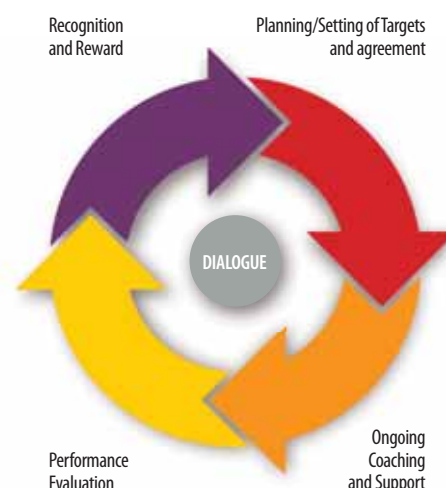 Recognition
and Reward
Planning/Setting of Targets
and agreement
DIALOGUE
Performance
Evaluation
Ongoing
Coaching
and Support